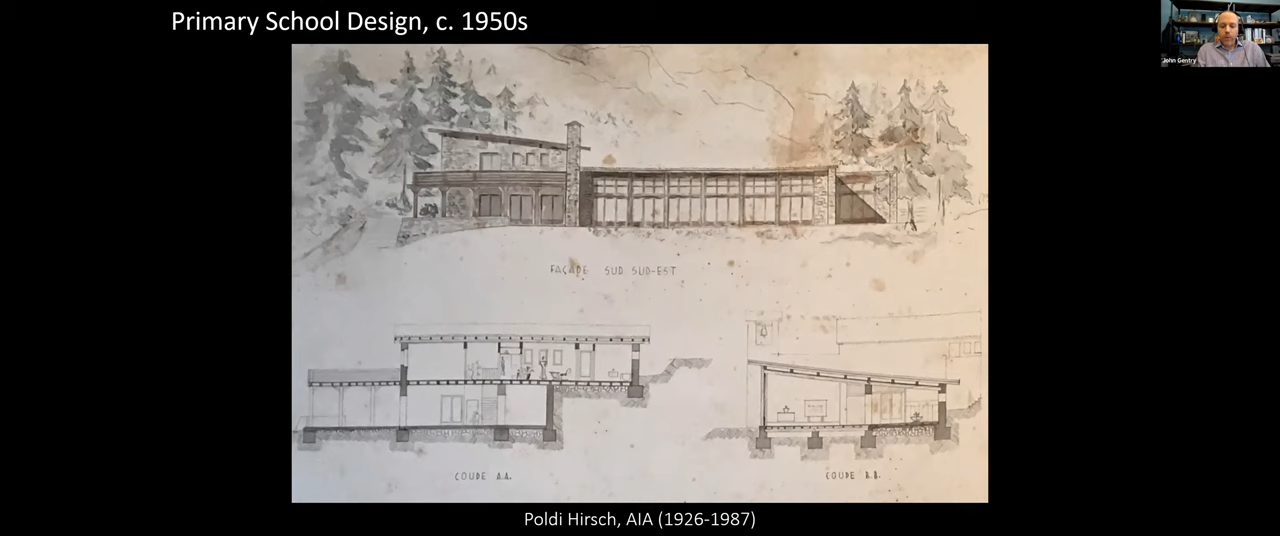 Primary School Design, c. 1950s
John Gentry
FAÇADE SUD SUD-EST
COUPE A.A.
COUPE B.B.
Poldi Hirsch, AIA (1926-1987)